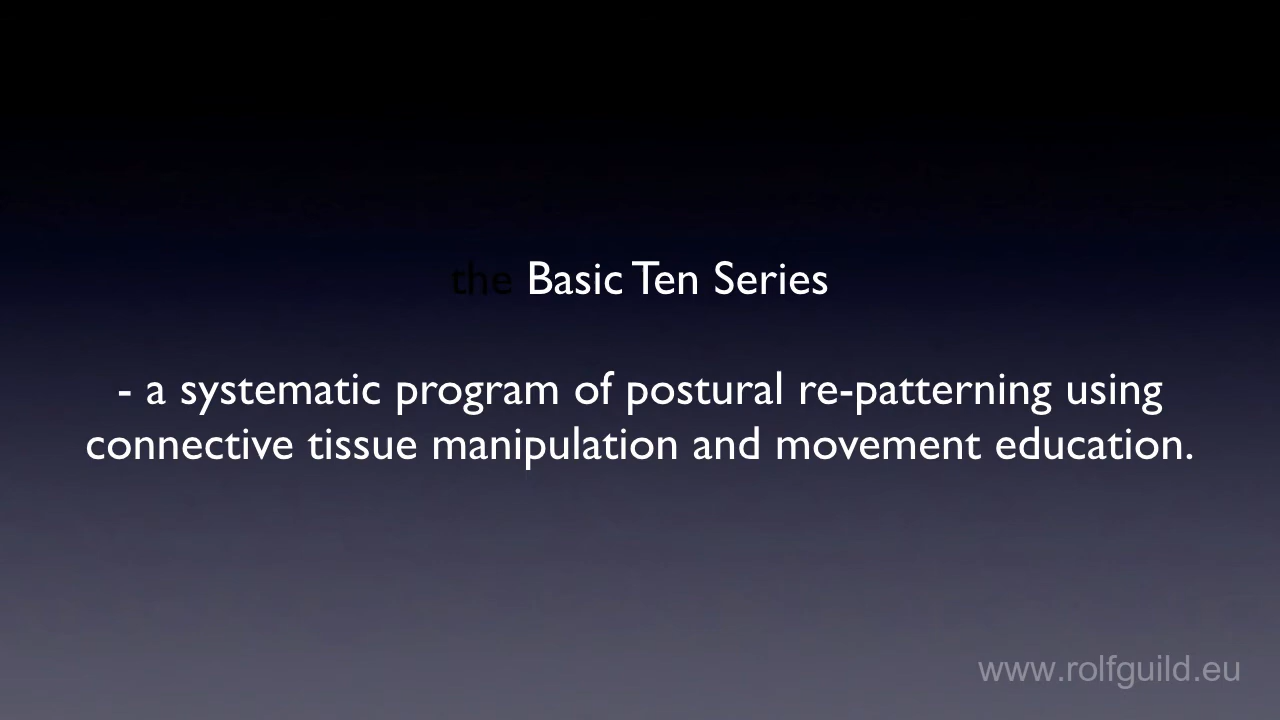 the Basic Ten Series
- a systematic program of postural re-patterning using
connective tissue manipulation and movement education.
www.rolfguild.eu